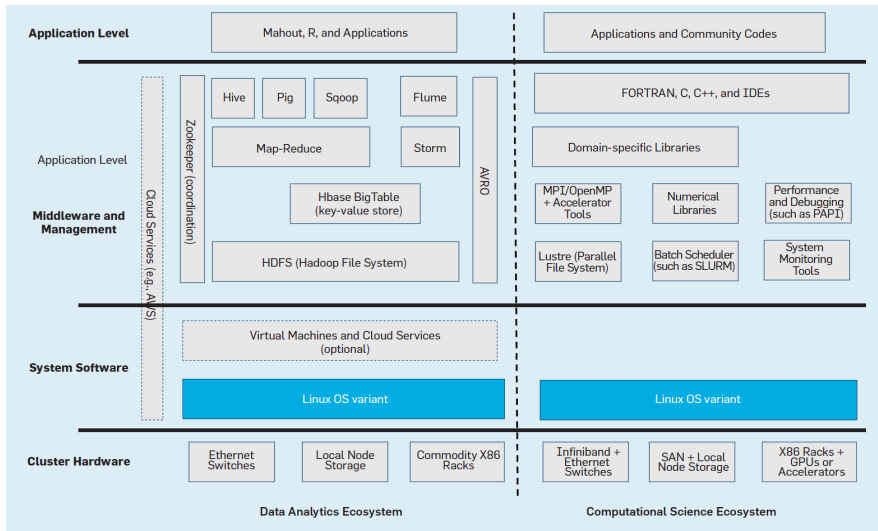 Application Level
Mahout, R, and Applications
Applications and Community Codes
Cloud Services (e.g., AWS)
Zookeeper (coordination)
Hive
Pig
Sqoop
Flume
AVRO
FORTRAN, C, C++, and IDEs
Map-Reduce
Storm
Domain-specific Libraries
Application Level
Middleware and
Management
Hbase BigTable
(key-value store)
MPI/OpenMP
+ Accelerator
Tools
Numerical
Libraries
Performance
and Debugging
(such as PAPI)
HDFS (Hadoop File System)
Lustre (Parallel
File System)
Batch Scheduler
(such as SLURM)
System
Monitoring
Tools
System Software
Virtual Machines and Cloud Services
(optional)
Linux OS variant
Linux OS variant
Cluster Hardware
Ethernet
Switches
Local Node
Storage
Commodity X86
Racks
Infiniband +
Ethernet
Switches
SAN + Local
Node Storage
X86 Racks +
GPUs or
Accelerators
Data Analytics Ecosystem
Computational Science Ecosystem